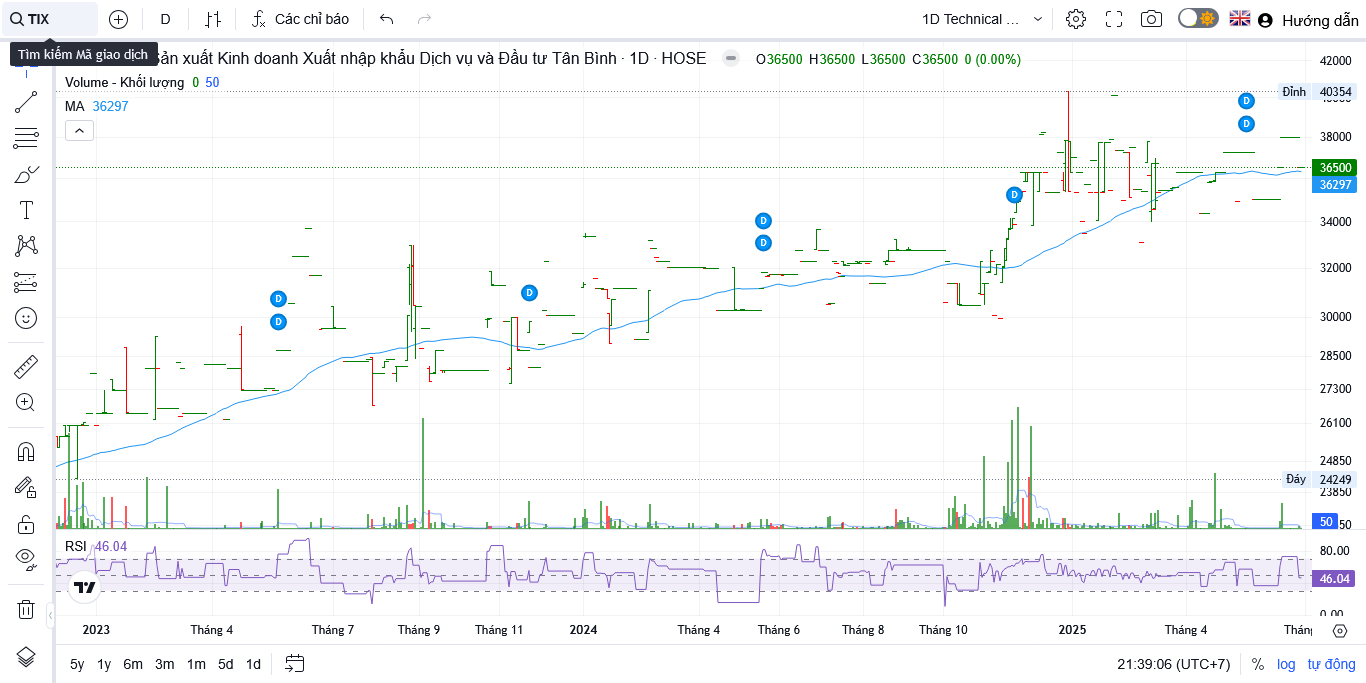 TIX
D
Các chỉ báo
1D Technical ...
Hướng dẫn
Tìm kiếm Mã giao dịch
Sản xuất Kinh doanh Xuất nhập khẩu Dịch vụ và Đầu tư Tân Bình · 1D · HOSE
O36500 H36500 L36500 C36500 0 (0.00%)
Volume - Khối lượng 0 50
MA 36297
42000
Đỉnh 40354
38000
36500
36297
34000
32000
30000
28500
27300
26100
24850
Đáy 24249
23850
50
D
D
D
D
D
D
D
D
RSI 46.04
80.00
46.04
0.00
2023
Tháng 4
Tháng 7
Tháng 9
Tháng 11
2024
Tháng 4
Tháng 6
Tháng 8
Tháng 10
2025
Tháng 4
5y 1y 6m 3m 1m 5d 1d
21:39:06 (UTC+7)
% log tự động